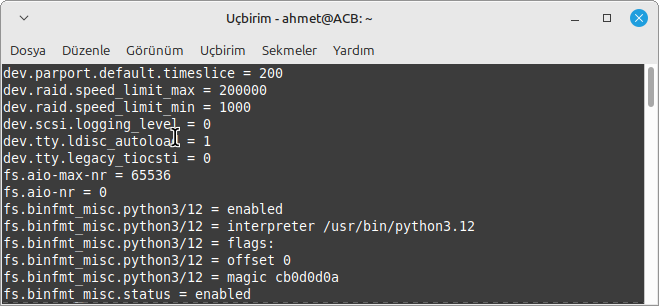 Uçbirim - ahmet@ACB: ~
Dosya Düzenle Görünüm Uçbirim Sekmeler Yardım
dev.parport.default.timeslice = 200
dev.raid.speed_limit_max = 200000
dev.raid.speed_limit_min = 1000
dev.scsi.logging_level = 0
dev.tty.ldisc_autoload = 1
dev.tty.legacy_tiocsti = 0
fs.aio-max-nr = 65536
fs.aio-nr = 0
fs.binfmt_misc.python3/12 = enabled
fs.binfmt_misc.python3/12 = interpreter /usr/bin/python3.12
fs.binfmt_misc.python3/12 = flags:
fs.binfmt_misc.python3/12 = offset 0
fs.binfmt_misc.python3/12 = magic cb0d0d0a
fs.binfmt_misc.status = enabled